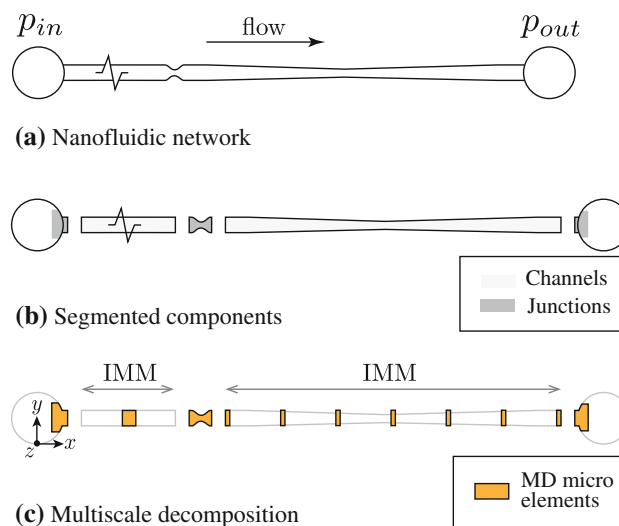 p_in
flow
p_out
(a) Nanofluidic network
Channels
Junctions
(b) Segmented components
IMM
IMM
y
z
x
MD micro
elements
(c) Multiscale decomposition